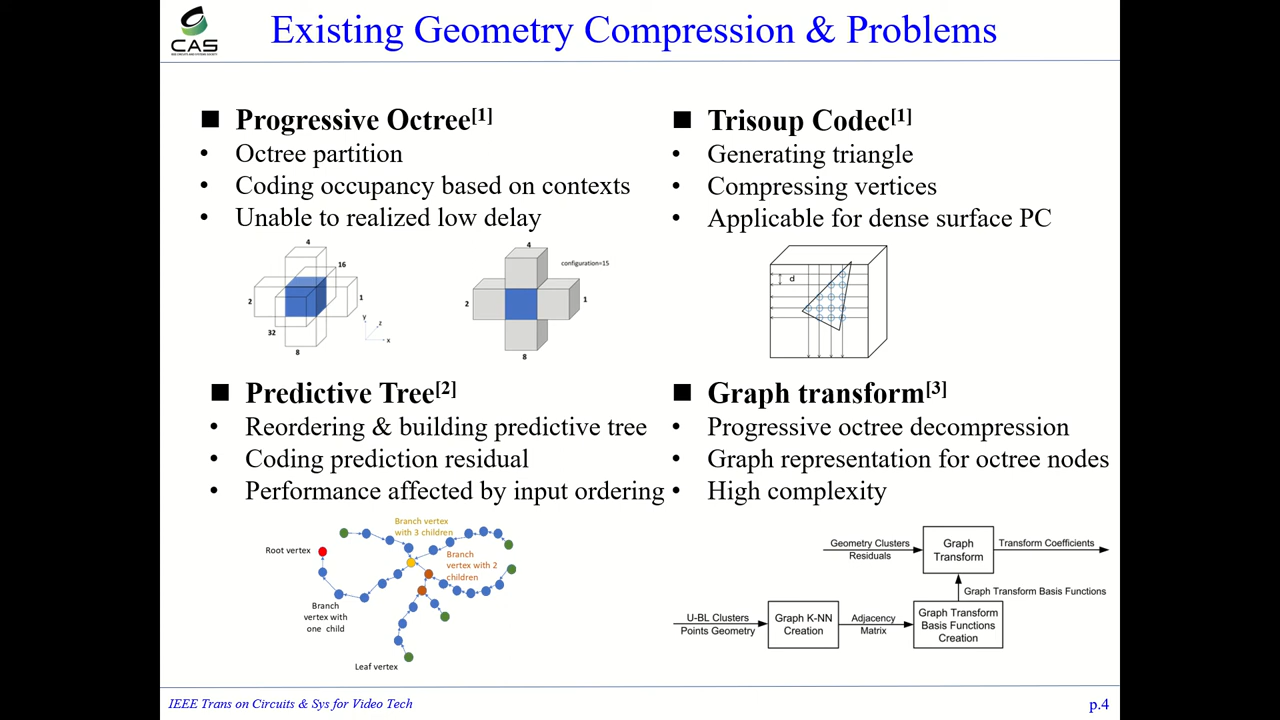 CAS
Existing Geometry Compression & Problems
■ Progressive Octree[1]
• Octree partition
• Coding occupancy based on contexts
• Unable to realized low delay
4
16
2
1
32
8
y
z
x
4
configuration=15
2
1
8
■ Trisoup Codec[1]
• Generating triangle
• Compressing vertices
• Applicable for dense surface PC
d
■ Predictive Tree[2]
• Reordering & building predictive tree
• Coding prediction residual
• Performance affected by input ordering
Branch vertex
with 3 children
Root vertex
Branch
vertex with 2
children
Branch
vertex with
one child
Leaf vertex
■ Graph transform[3]
• Progressive octree decompression
• Graph representation for octree nodes
• High complexity
Geometry Clusters
Residuals
Graph
Transform
Transform Coefficients
Graph Transform Basis Functions
U-BL Clusters
Points Geometry
Graph K-NN
Creation
Adjacency
Matrix
Graph Transform
Basis Functions
Creation
IEEE Trans on Circuits & Sys for Video Tech
p.4